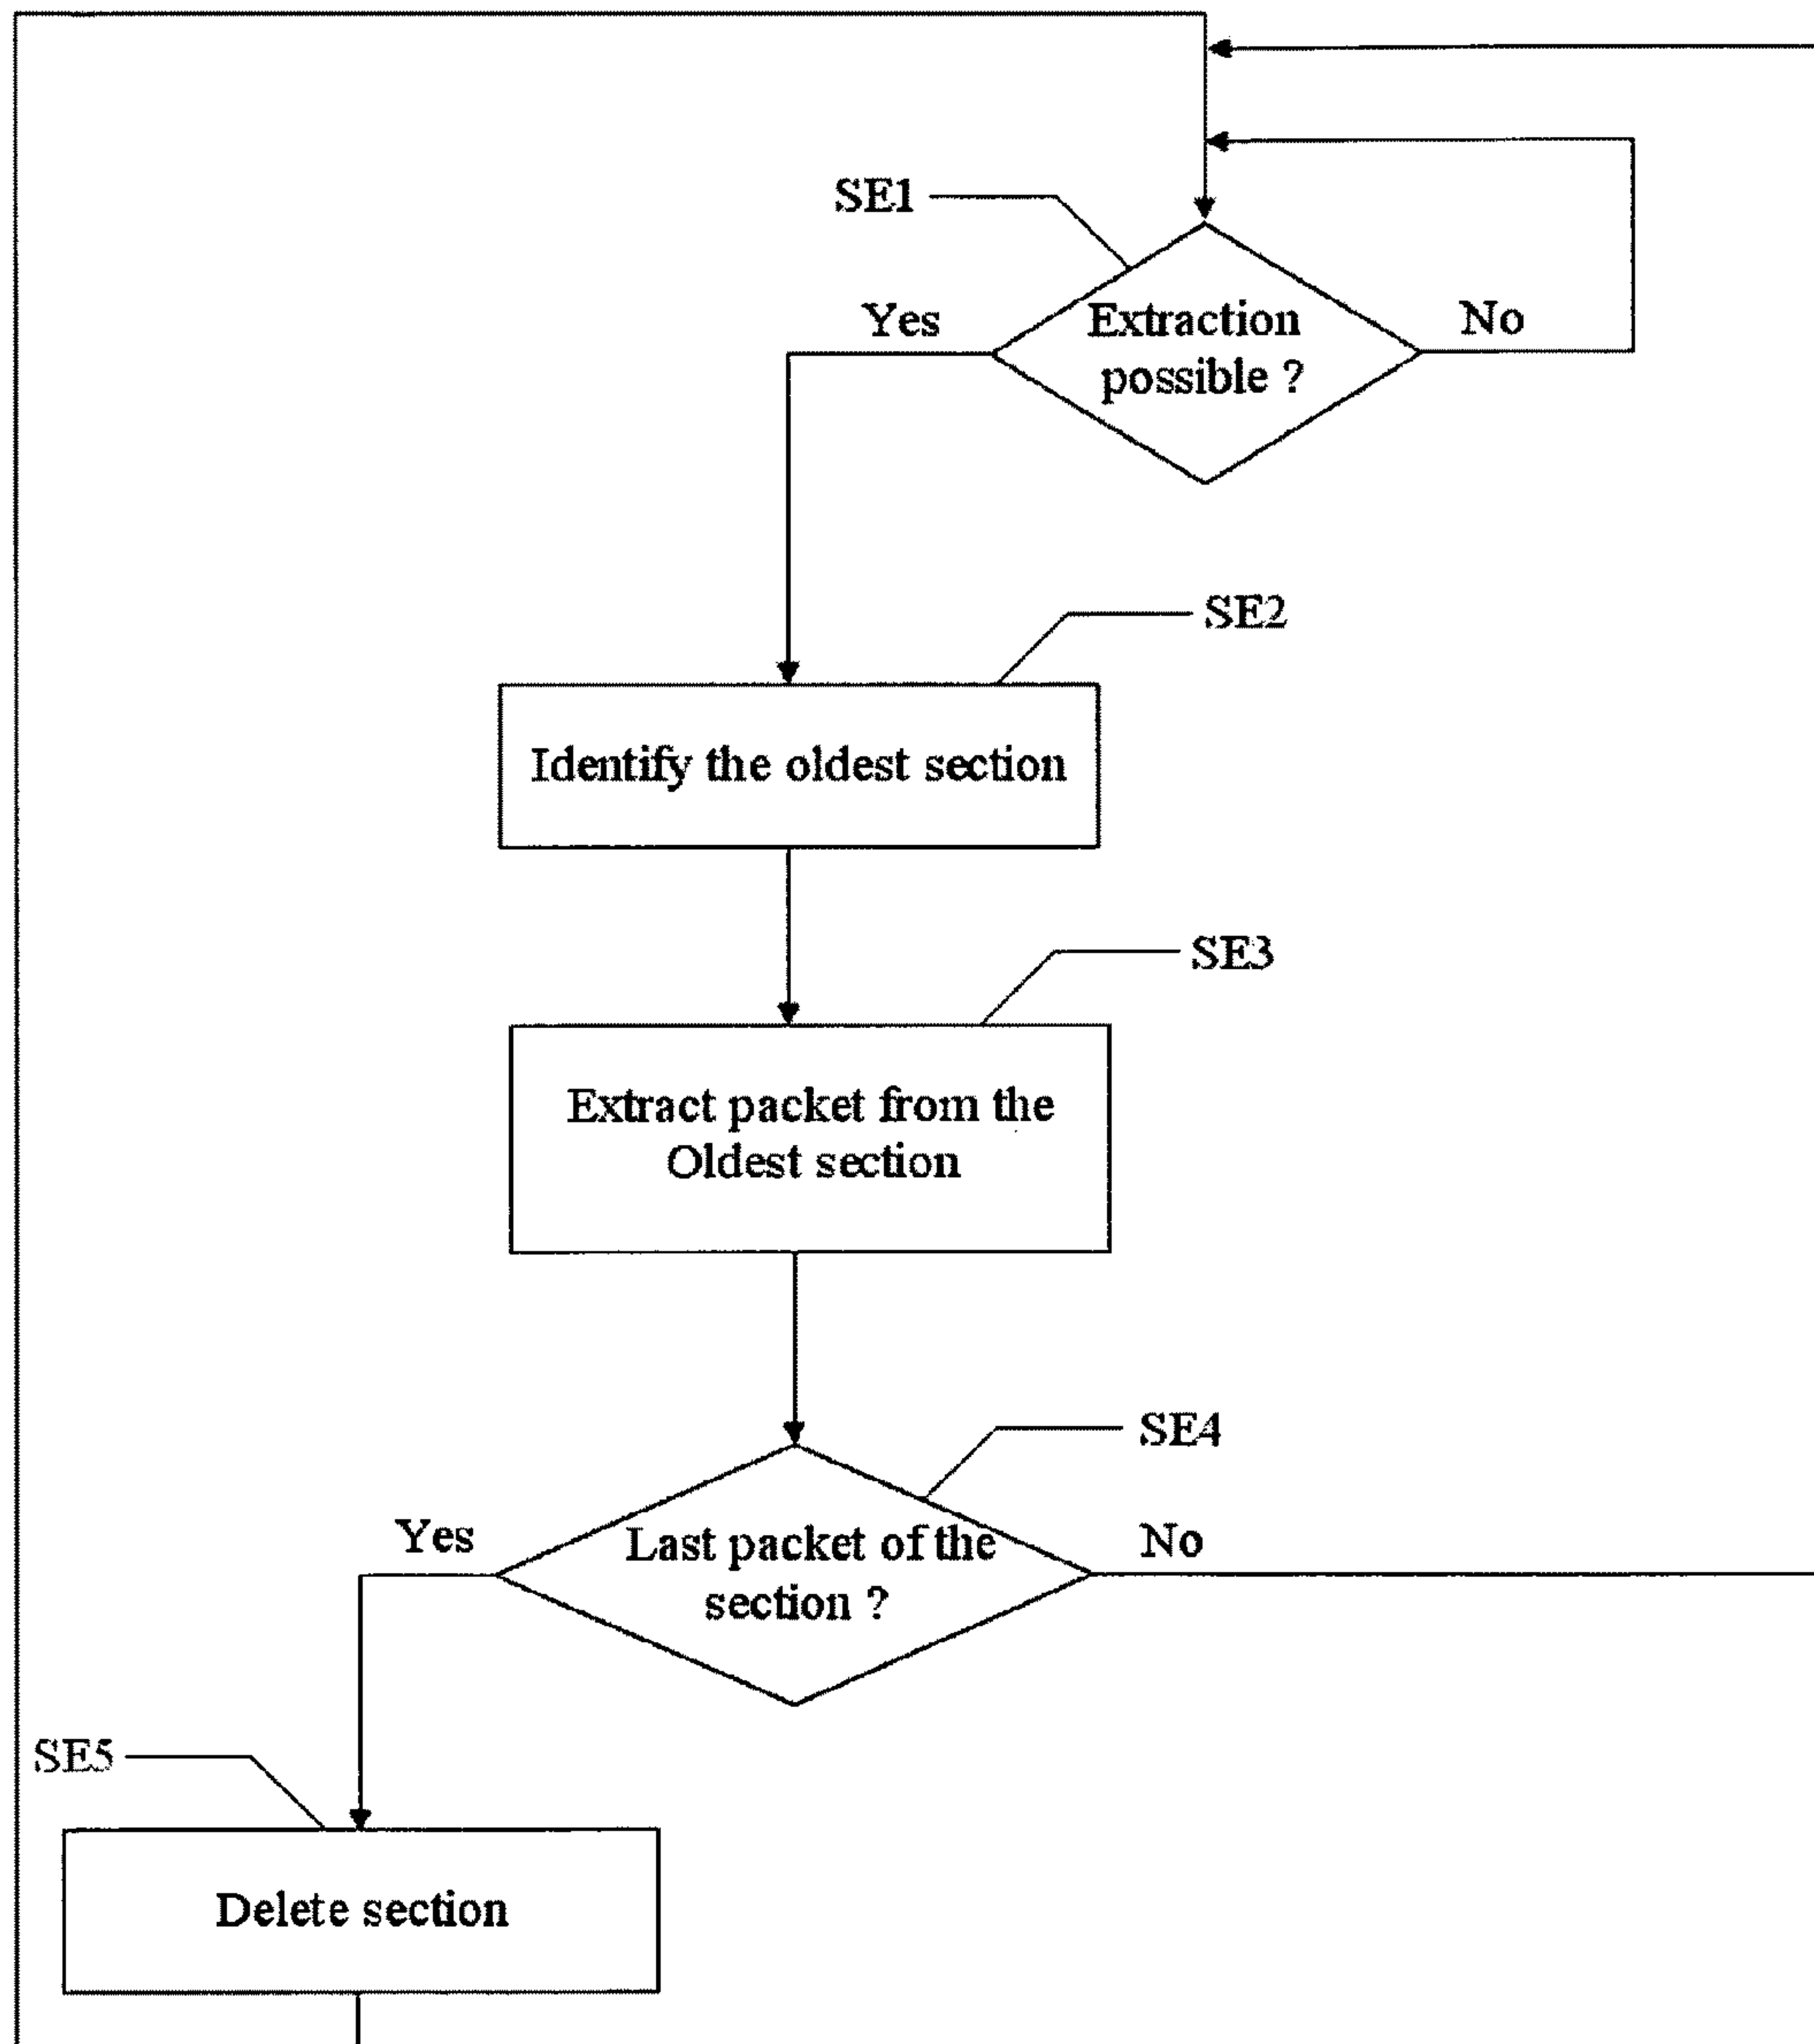 SE1
Yes
Extraction
possible ?
No
SE2
Identify the oldest section
SE3
Extract packet from the
Oldest section
SE4
Yes
Last packet of the
section ?
No
SE5
Delete section